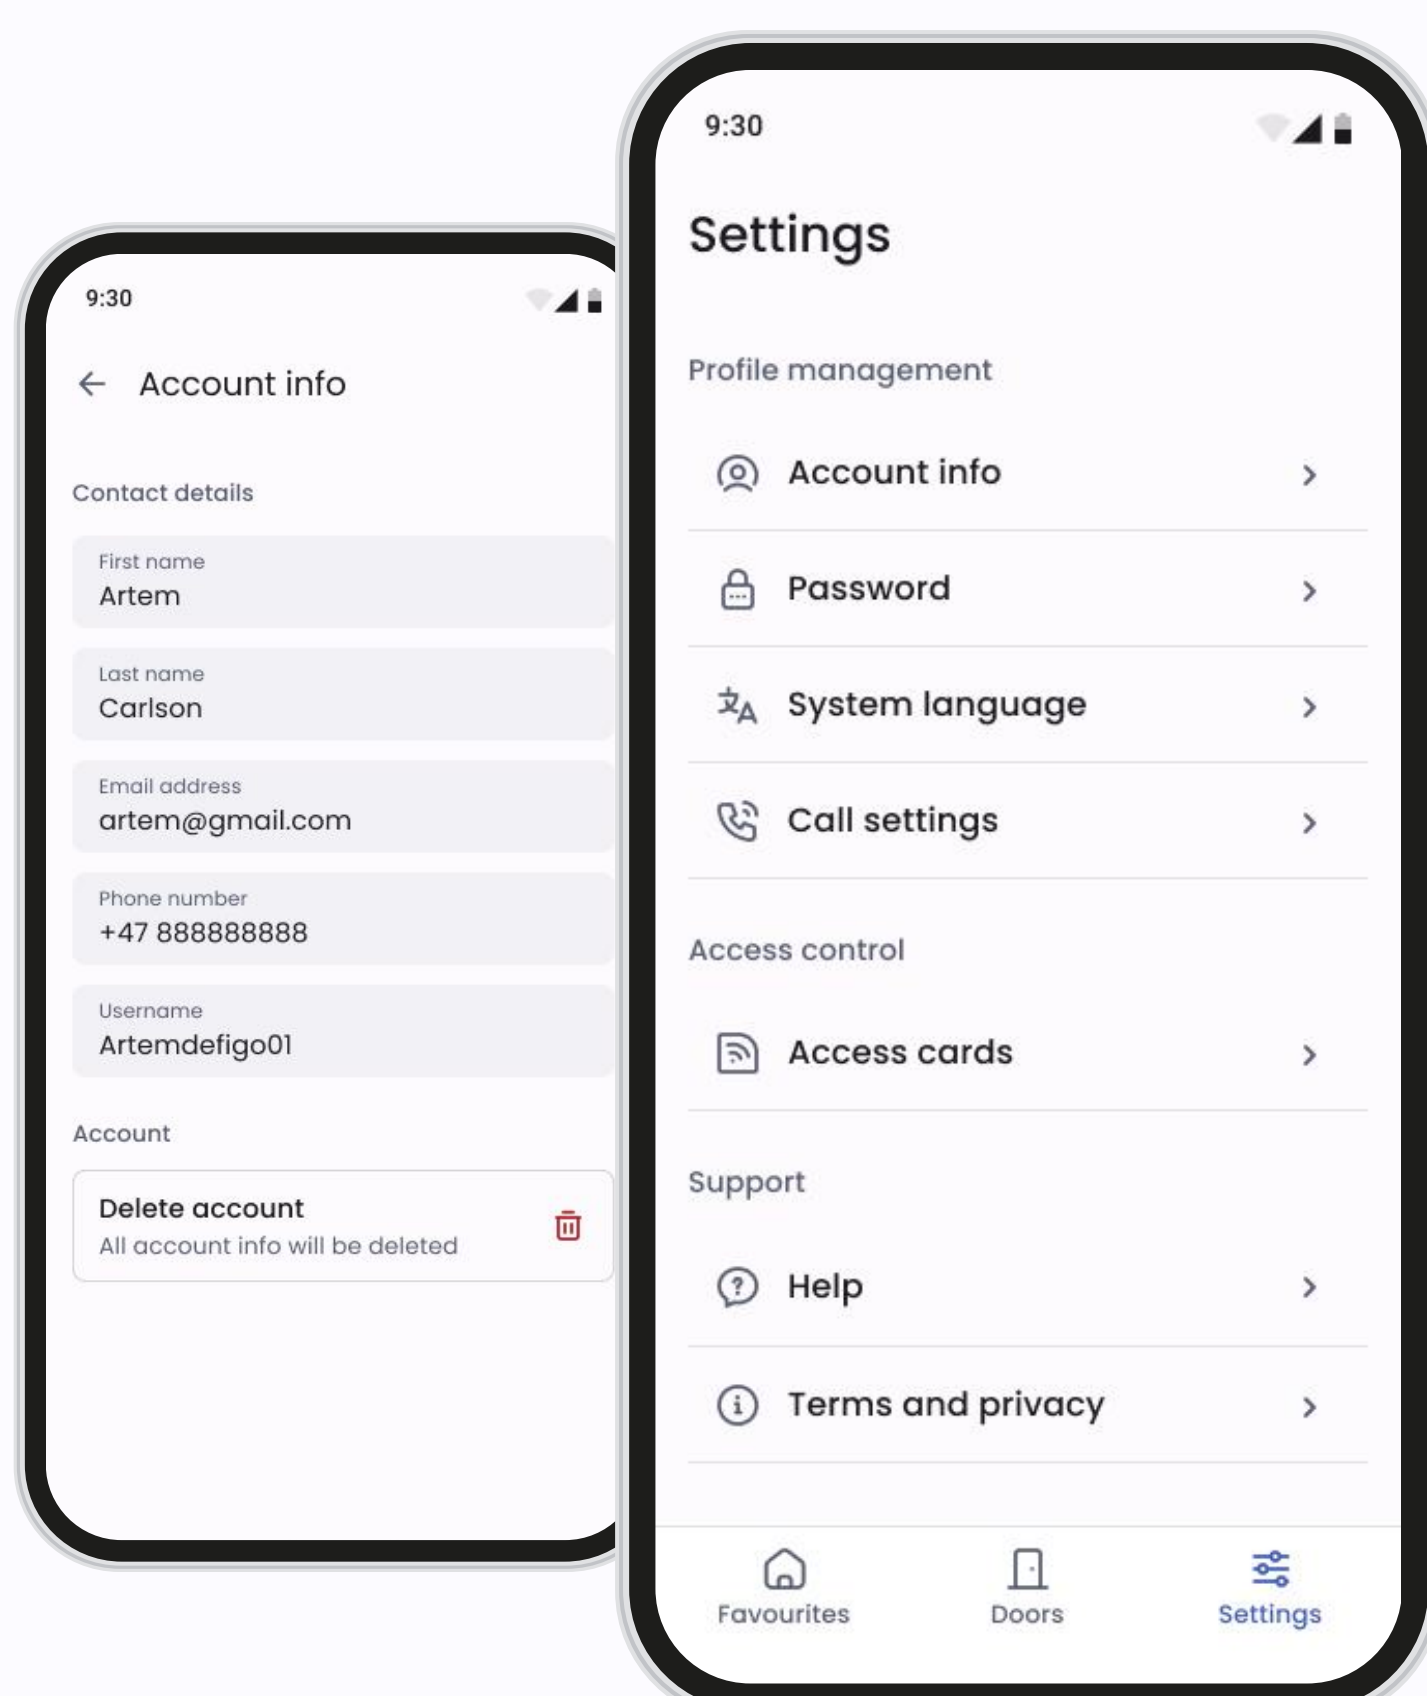 9:30
Account info
Contact details
First name
Artem
Last name
Carlson
Email address
artem@gmail.com
Phone number
+47 888888888
Username
Artemdefigo01
Account
Delete account
All account info will be deleted
9:30
Settings
Profile management
Account info
Password
System language
Call settings
Access control
Access cards
Support
Help
Terms and privacy
Favourites
Doors
Settings